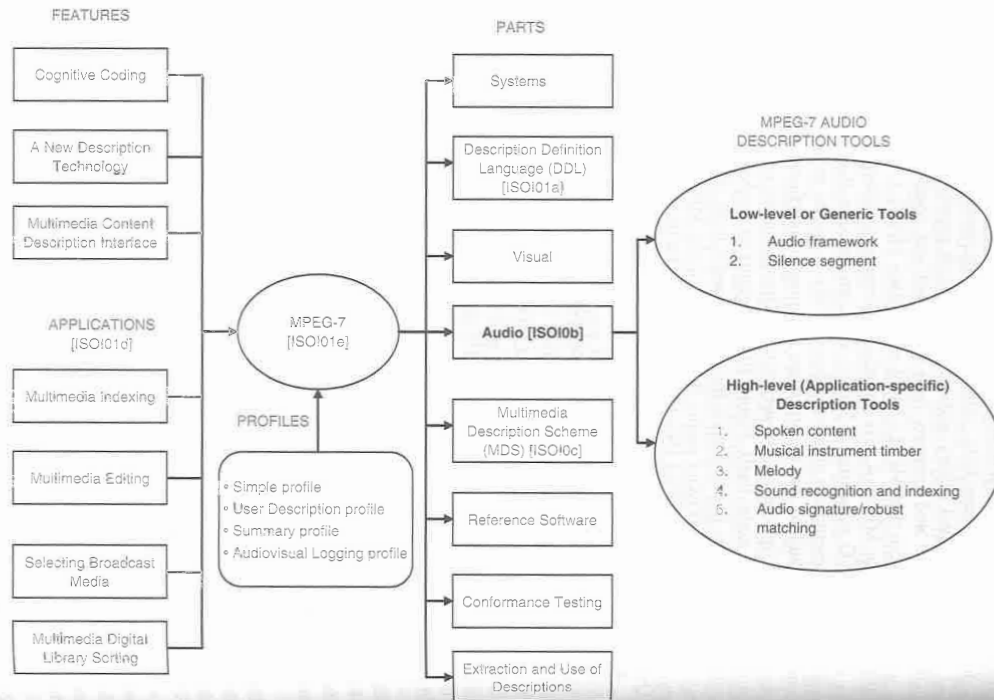 FEATURES
Cognitive Coding
A New Description
Technology
Multimedia Content
Description Interface
APPLICATIONS
[ISOI01d]
Multimedia Indexing
Multimedia Editing
Selecting Broadcast
Media
Multimedia Digital
Library Sorting
MPEG-7
[ISOI01e]
PROFILES
• Simple profile
• User Description profile
• Summary profile
• Audiovisual Logging profile
PARTS
Systems
Description Definition
Language (DDL)
[ISOI01a]
Visual
Audio [ISOI0b]
Multimedia
Description Scheme
(MDS) [ISOI0c]
Reference Software
Conformance Testing
Extraction and Use of
Descriptions
MPEG-7 AUDIO
DESCRIPTION TOOLS
Low-level or Generic Tools
1. Audio framework
2. Silence segment
High-level (Application-specific)
Description Tools
1. Spoken content
2. Musical instrument timber
3. Melody
4. Sound recognition and indexing
5. Audio signature/robust
matching